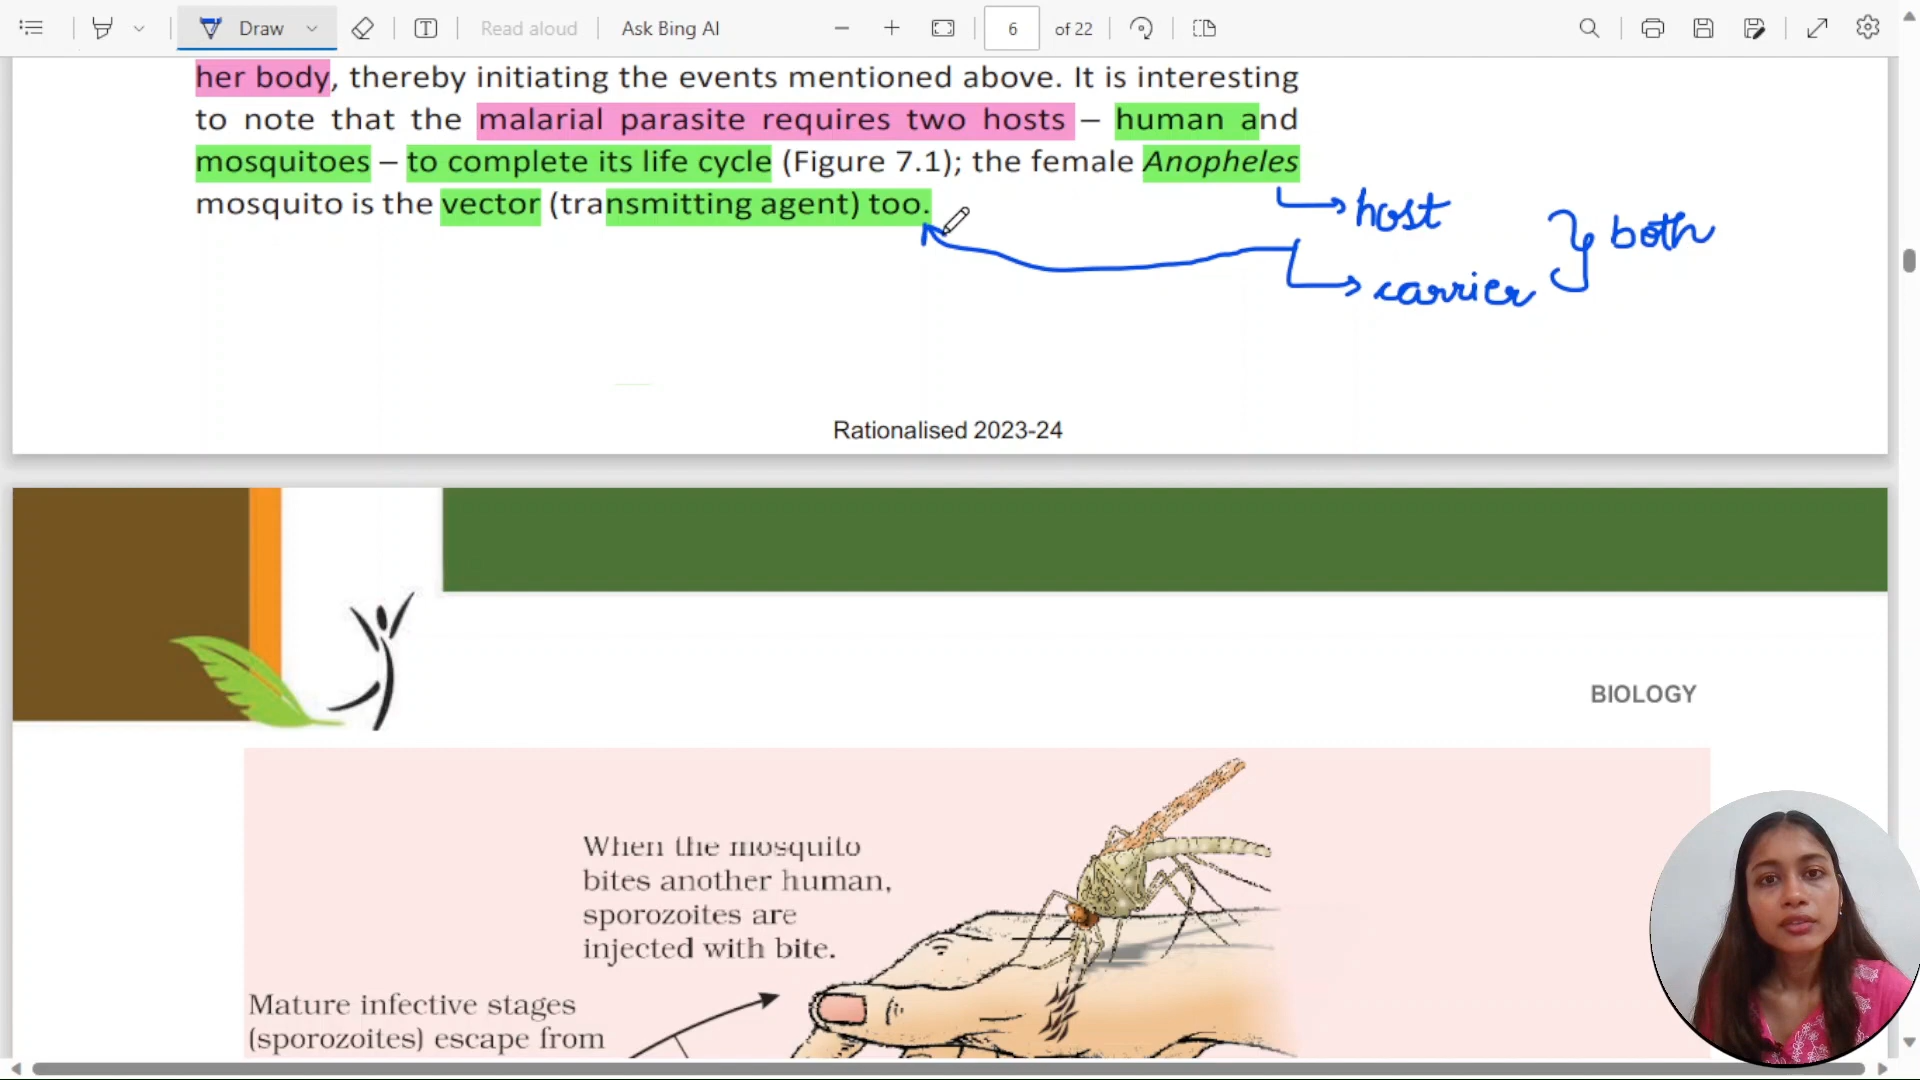 Draw
Read aloud
Ask Bing AI
6 of 22
her body, thereby initiating the events mentioned above. It is interesting
to note that the malarial parasite requires two hosts – human and
mosquitoes – to complete its life cycle (Figure 7.1); the female Anopheles
mosquito is the vector (transmitting agent) too.
host
both
carrier
Rationalised 2023-24
BIOLOGY
When the mosquito
bites another human,
sporozoites are
injected with bite.
Mature infective stages
(sporozoites) escape from